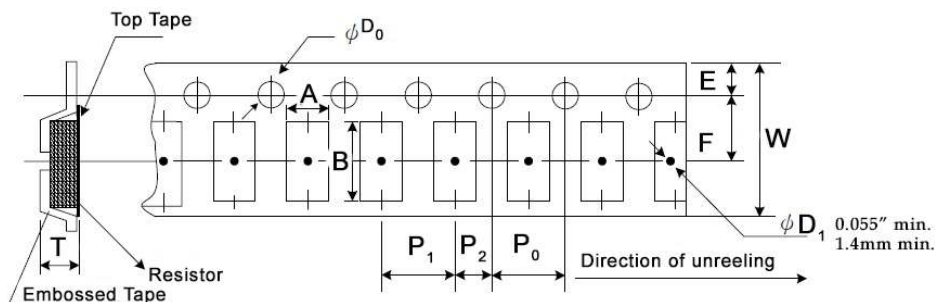 Top Tape
ϕD0
A
E
B
F
W
ϕD1 0.055″ min.
1.4mm min.
P1
P2
P0
Direction of unreeling
T
Resistor
Embossed Tape